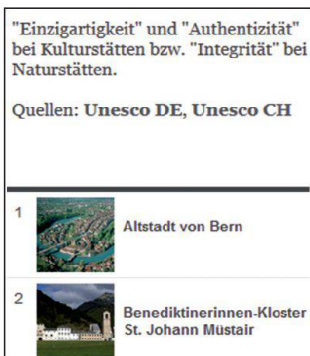 "Einzigartigkeit" und "Authentizität"
bei Kulturstätten bzw. "Integrität" bei
Naturstätten.
Quellen: Unesco DE, Unesco CH
1
Altstadt von Bern
2
Benediktinerinnen-Kloster
St. Johann Müstair